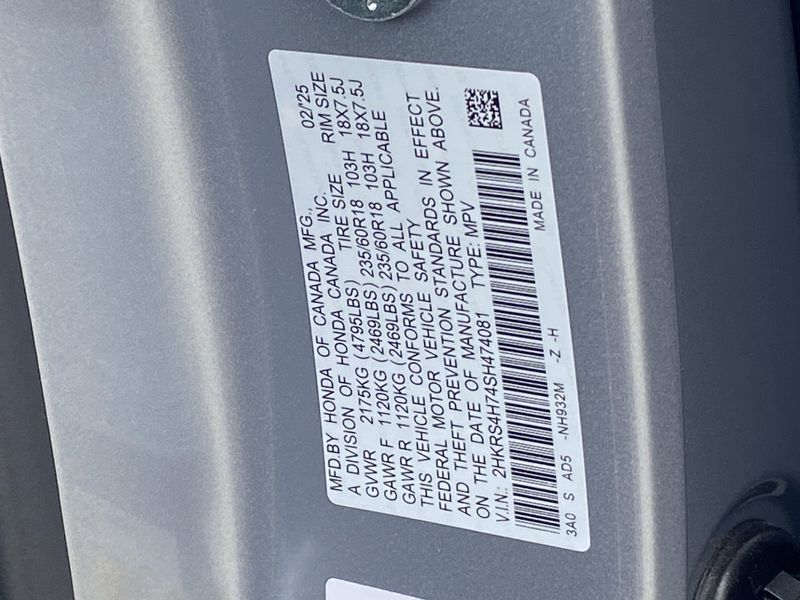 MFD.BY HONDA OF CANADA MFG., 02/'25
A DIVISION OF HONDA CANADA INC.
TIRE SIZE RIM SIZE
GVWR 2175KG (4795LBS)
GAWR F 1120KG (2469LBS) 235/60R18 103H 18X7.5J
GAWR R 1120KG (2469LBS) 235/60R18 103H 18X7.5J
THIS VEHICLE CONFORMS TO ALL APPLICABLE
FEDERAL MOTOR VEHICLE SAFETY
AND THEFT PREVENTION STANDARDS IN EFFECT
ON THE DATE OF MANUFACTURE SHOWN ABOVE.
V.I.N.: 2HKRS4H74SH474081 TYPE: MPV
3A0 S AD5 -NH932M -Z -H MADE IN CANADA